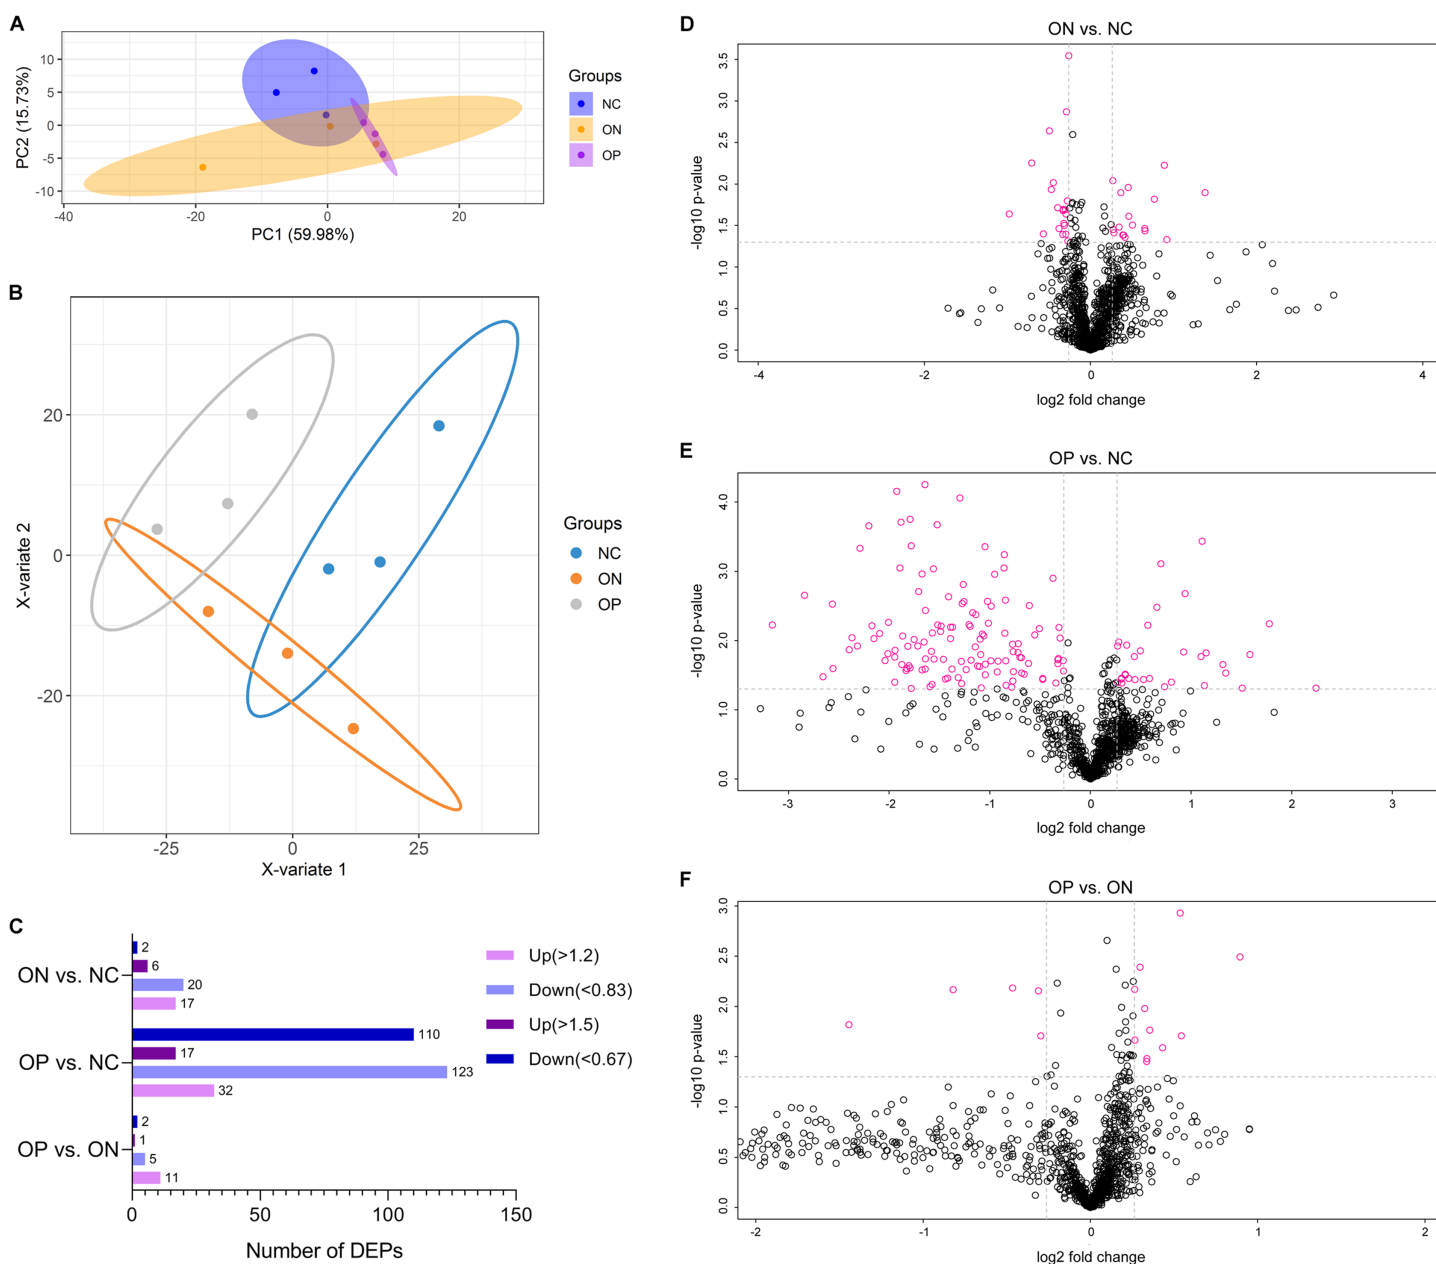 A
PC2 (15.73%)
10
5
0
-5
-10
-40
-20
0
20
PC1 (59.98%)
Groups
NC
ON
OP
B
X-variate 2
20
0
-20
-25
0
25
X-variate 1
Groups
NC
ON
OP
C
ON vs. NC
2
6
20
17
OP vs. NC
110
17
123
32
OP vs. ON
2
1
5
11
0
50
100
150
Number of DEPs
Up(>1.2)
Down(<0.83)
Up(>1.5)
Down(<0.67)
D
ON vs. NC
-log10 p-value
3.5
3.0
2.5
2.0
1.5
1.0
0.5
0.0
-4
-2
0
2
4
log2 fold change
E
OP vs. NC
-log10 p-value
4.0
3.0
2.0
1.0
0.0
-3
-2
-1
0
1
2
3
log2 fold change
F
OP vs. ON
-log10 p-value
3.0
2.5
2.0
1.5
1.0
0.5
0.0
-2
-1
0
1
2
log2 fold change